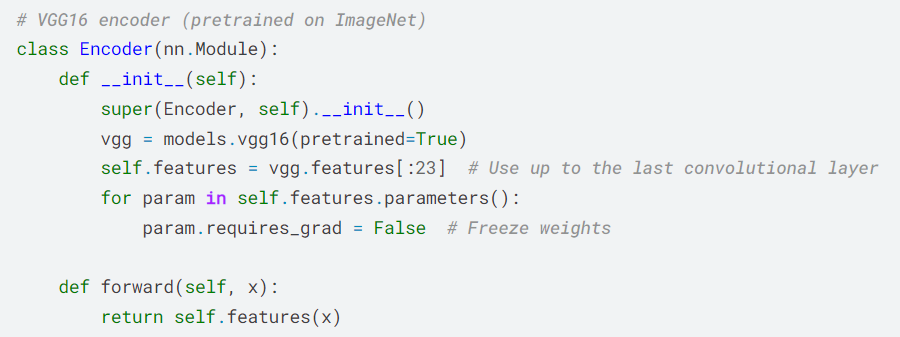 # VGG16 encoder (pretrained on ImageNet)
class Encoder(nn.Module):
    def __init__(self):
        super(Encoder, self).__init__()
        vgg = models.vgg16(pretrained=True)
        self.features = vgg.features[:23]  # Use up to the last convolutional layer
        for param in self.features.parameters():
            param.requires_grad = False  # Freeze weights

    def forward(self, x):
        return self.features(x)